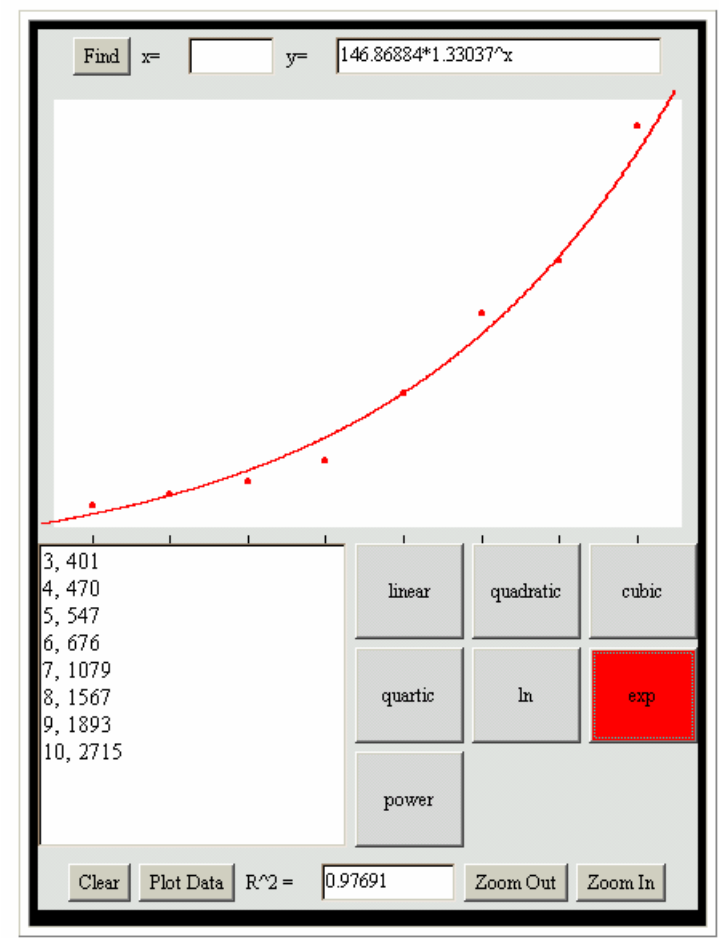 Find x= y= 146.86884*1.33037^x
3, 401
4, 470
5, 547
6, 676
7, 1079
8, 1567
9, 1893
10, 2715
linear quadratic cubic
quartic ln exp
power
Clear Plot Data R^2 = 0.97691 Zoom Out Zoom In